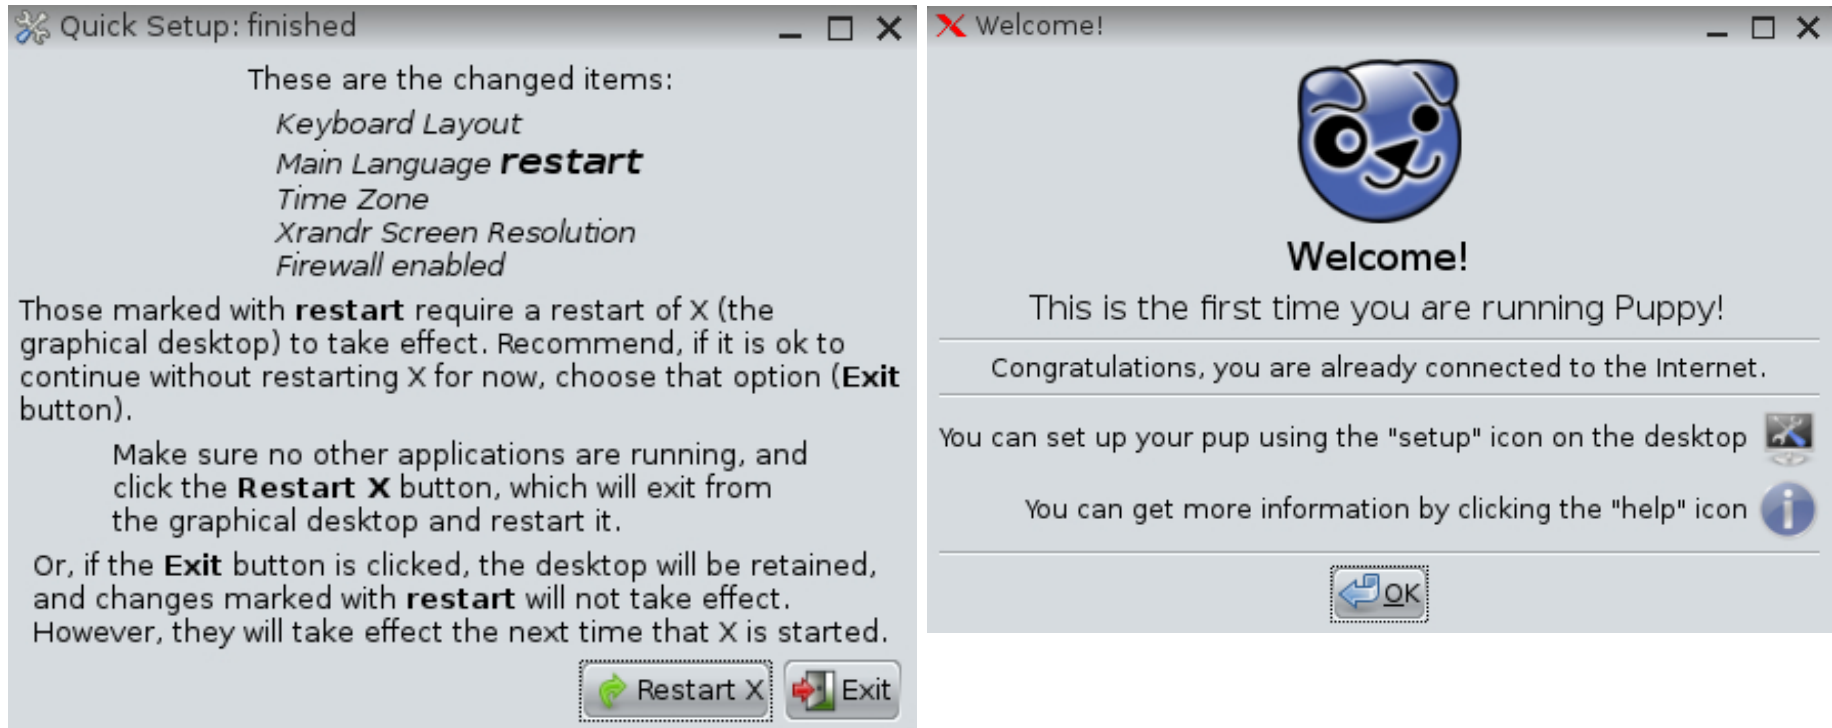 Quick Setup: finished
These are the changed items:
Keyboard Layout
Main Language restart
Time Zone
Xrandr Screen Resolution
Firewall enabled
Those marked with restart require a restart of X (the
graphical desktop) to take effect. Recommend, if it is ok to
continue without restarting X for now, choose that option (Exit
button).
Make sure no other applications are running, and
click the Restart X button, which will exit from
the graphical desktop and restart it.
Or, if the Exit button is clicked, the desktop will be retained,
and changes marked with restart will not take effect.
However, they will take effect the next time that X is started.
Restart X
Exit
Welcome!
Welcome!
This is the first time you are running Puppy!
Congratulations, you are already connected to the Internet.
You can set up your pup using the "setup" icon on the desktop
You can get more information by clicking the "help" icon
OK